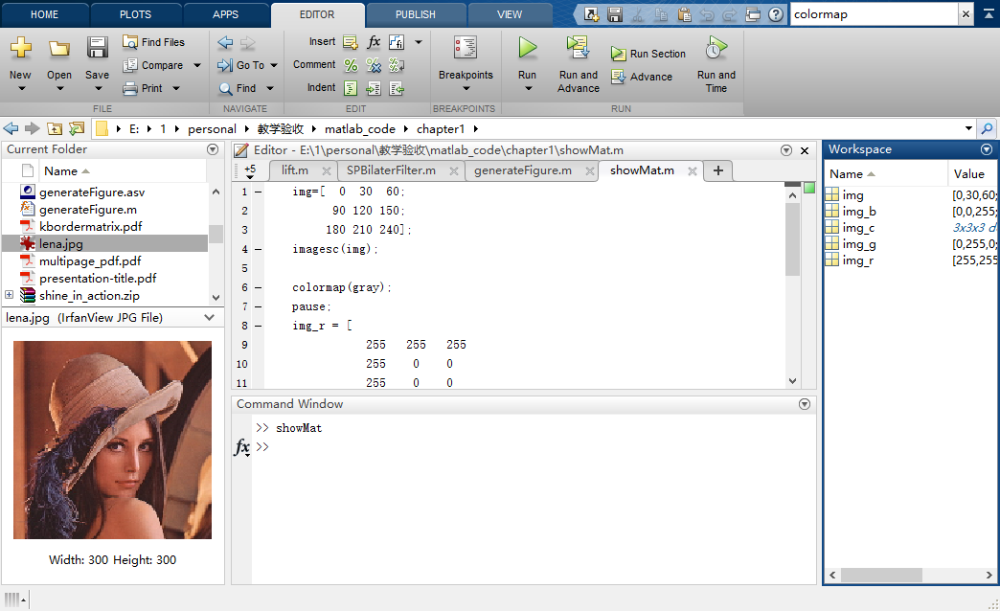 HOME PLOTS APPS EDITOR PUBLISH VIEW colormap
New Open Save Find Files Compare Print
FILE
Go To Find
NAVIGATE
Insert fx
Comment
Indent
EDIT
Breakpoints
BREAKPOINTS
Run Run and Advance Run Section Advance Run and Time
RUN
E: 1 personal 教学验收 matlab_code chapter1
Current Folder
Name
generateFigure.asv
generateFigure.m
kbordermatrix.pdf
lena.jpg
multipage_pdf.pdf
presentation-title.pdf
shine_in_action.zip
lena.jpg (IrfanView JPG File)
Width: 300 Height: 300
Editor - E:\1\personal\教学验收\matlab_code\chapter1\showMat.m
+5 lift.m SPBilaterFilter.m generateFigure.m showMat.m
1 – img=[ 0 30 60;
2 90 120 150;
3 180 210 240];
4 – imagesc(img);
5
6 – colormap(gray);
7 – pause;
8 – img_r = [
9 255 255 255
10 255 0 0
11 255 0 0
Command Window
>> showMat
fx >>
Workspace
Name Value
img [0,30,60;
img_b [0,0,255;
img_c 3x3x3 d
img_g [0,255,0;
img_r [255,255